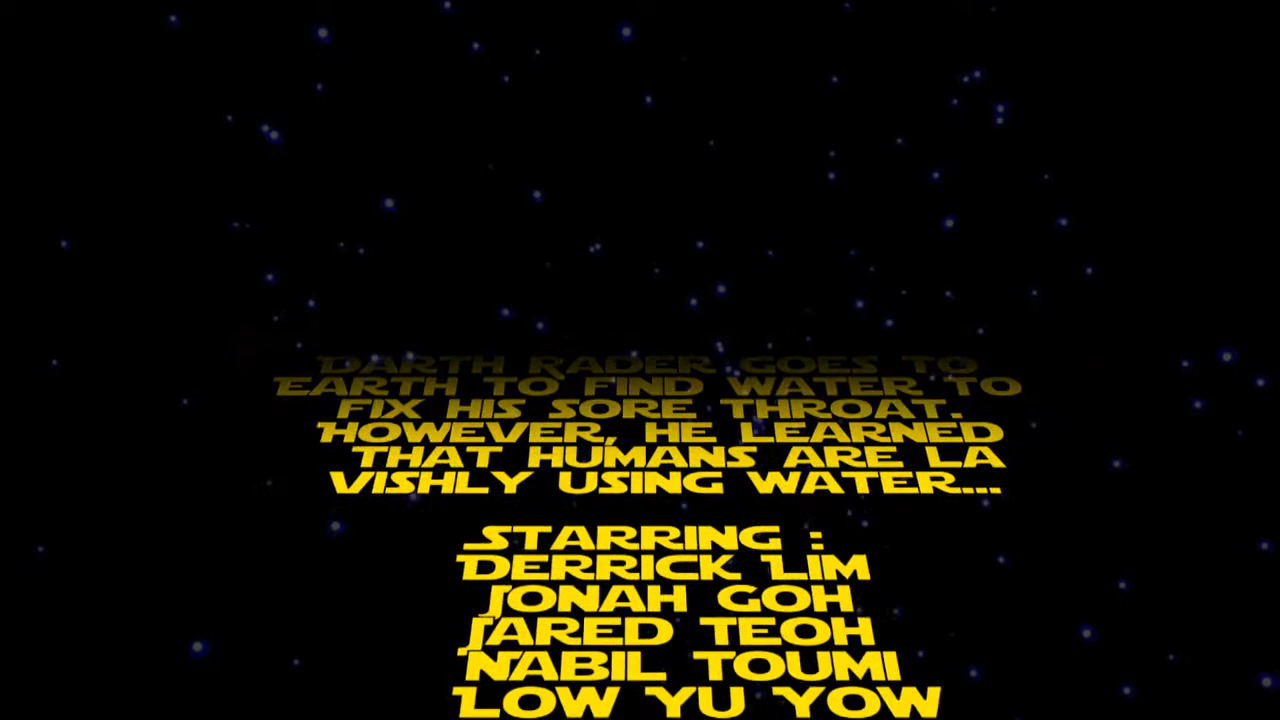 DARTH RADER GOES TO
EARTH TO FIND WATER TO
FIX HIS SORE THROAT.
HOWEVER, HE LEARNED
THAT HUMANS ARE LA
VISHLY USING WATER...
STARRING :
DERRICK LIM
JONAH GOH
JARED TEOH
NABIL TOUMI
LOW YU YOW